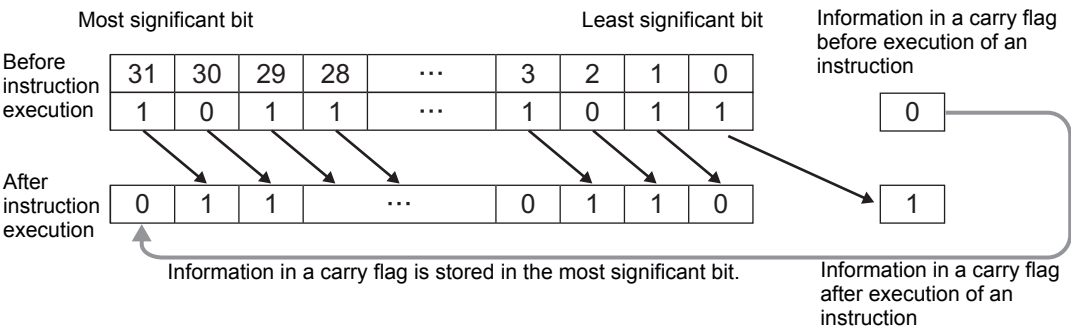 Most significant bit
Least significant bit
Information in a carry flag
before execution of an
instruction
Before
instruction
execution
31 30 29 28 ... 3 2 1 0
1 0 1 1 ... 1 0 1 1
0
After
instruction
execution
0 1 1 ... 0 1 1 0
1
Information in a carry flag is stored in the most significant bit.
Information in a carry flag
after execution of an
instruction